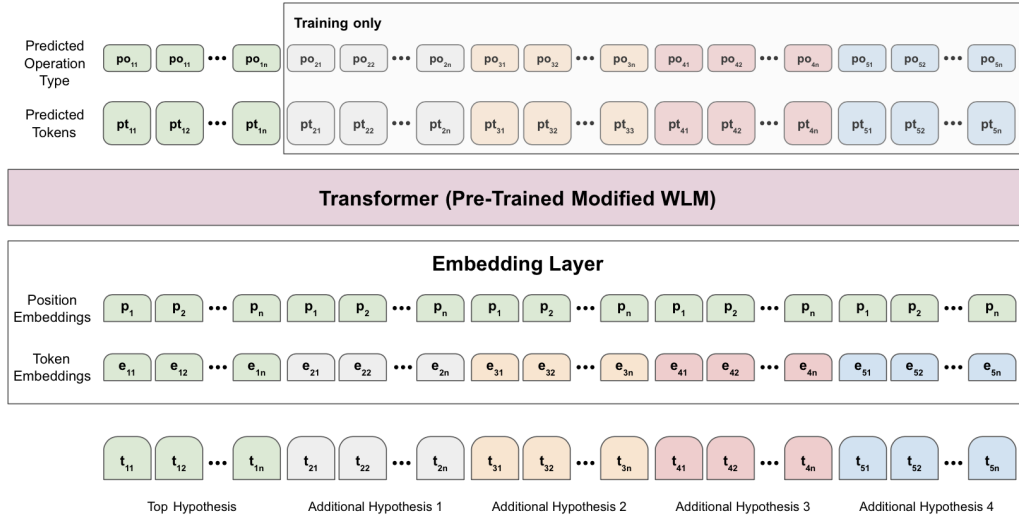 Training only
Predicted Operation Type po₁₁ po₁₁ ••• po₁ₙ po₂₁ po₂₂ ••• po₂ₙ po₃₁ po₃₂ ••• po₃ₙ po₄₁ po₄₂ ••• po₄ₙ po₅₁ po₅₂ ••• po₅ₙ
Predicted Tokens pt₁₁ pt₁₂ ••• pt₁ₙ pt₂₁ pt₂₂ ••• pt₂ₙ pt₃₁ pt₃₂ ••• pt₃₃ pt₄₁ pt₄₂ ••• pt₄ₙ pt₅₁ pt₅₂ ••• pt₅ₙ
Transformer (Pre-Trained Modified WLM)
Embedding Layer
Position Embeddings p₁ p₂ ••• pₙ p₁ p₂ ••• pₙ p₁ p₂ ••• pₙ p₁ p₂ ••• pₙ p₁ p₂ ••• pₙ
Token Embeddings e₁₁ e₁₂ ••• e₁ₙ e₂₁ e₂₂ ••• e₂ₙ e₃₁ e₃₂ ••• e₃ₙ e₄₁ e₄₂ ••• e₄ₙ e₅₁ e₅₂ ••• e₅ₙ
t₁₁ t₁₂ ••• t₁ₙ t₂₁ t₂₂ ••• t₂ₙ t₃₁ t₃₂ ••• t₃ₙ t₄₁ t₄₂ ••• t₄ₙ t₅₁ t₅₂ ••• t₅ₙ
Top Hypothesis Additional Hypothesis 1 Additional Hypothesis 2 Additional Hypothesis 3 Additional Hypothesis 4